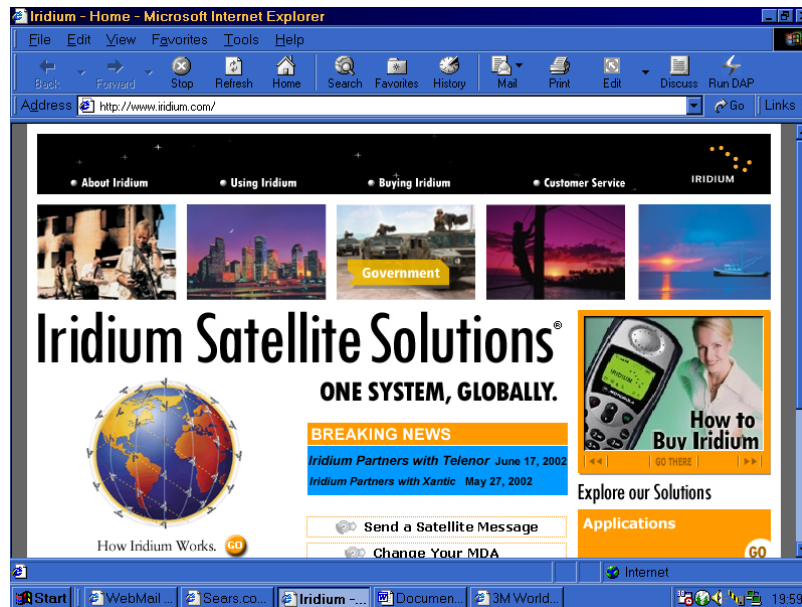 Iridium - Home - Microsoft Internet Explorer
File Edit View Favorites Tools Help
Back Forward Stop Refresh Home Search Favorites History Mail Print Edit Discuss Run DAP
Address http://www.iridium.com/ Go Links
About Iridium Using Iridium Buying Iridium Customer Service IRIDIUM
Government
Iridium Satellite Solutions®
ONE SYSTEM, GLOBALLY.
BREAKING NEWS
Iridium Partners with Telenor June 17, 2002
Iridium Partners with Xantic May 27, 2002
IRIDIUM
MOTOROLA
How to
Buy Iridium
GO THERE
Explore our Solutions
Send a Satellite Message
Applications
How Iridium Works. GO
Change Your MDA
GO
Internet
Start WebMail ... Sears.co... Iridium -... Documen... 3M World... 19:59